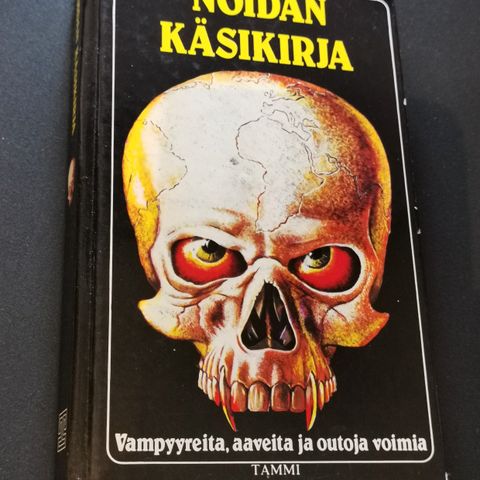 NOIDAN
KÄSIKIRJA
Vampyyreita, aaveita ja outoja voimia
TAMMI